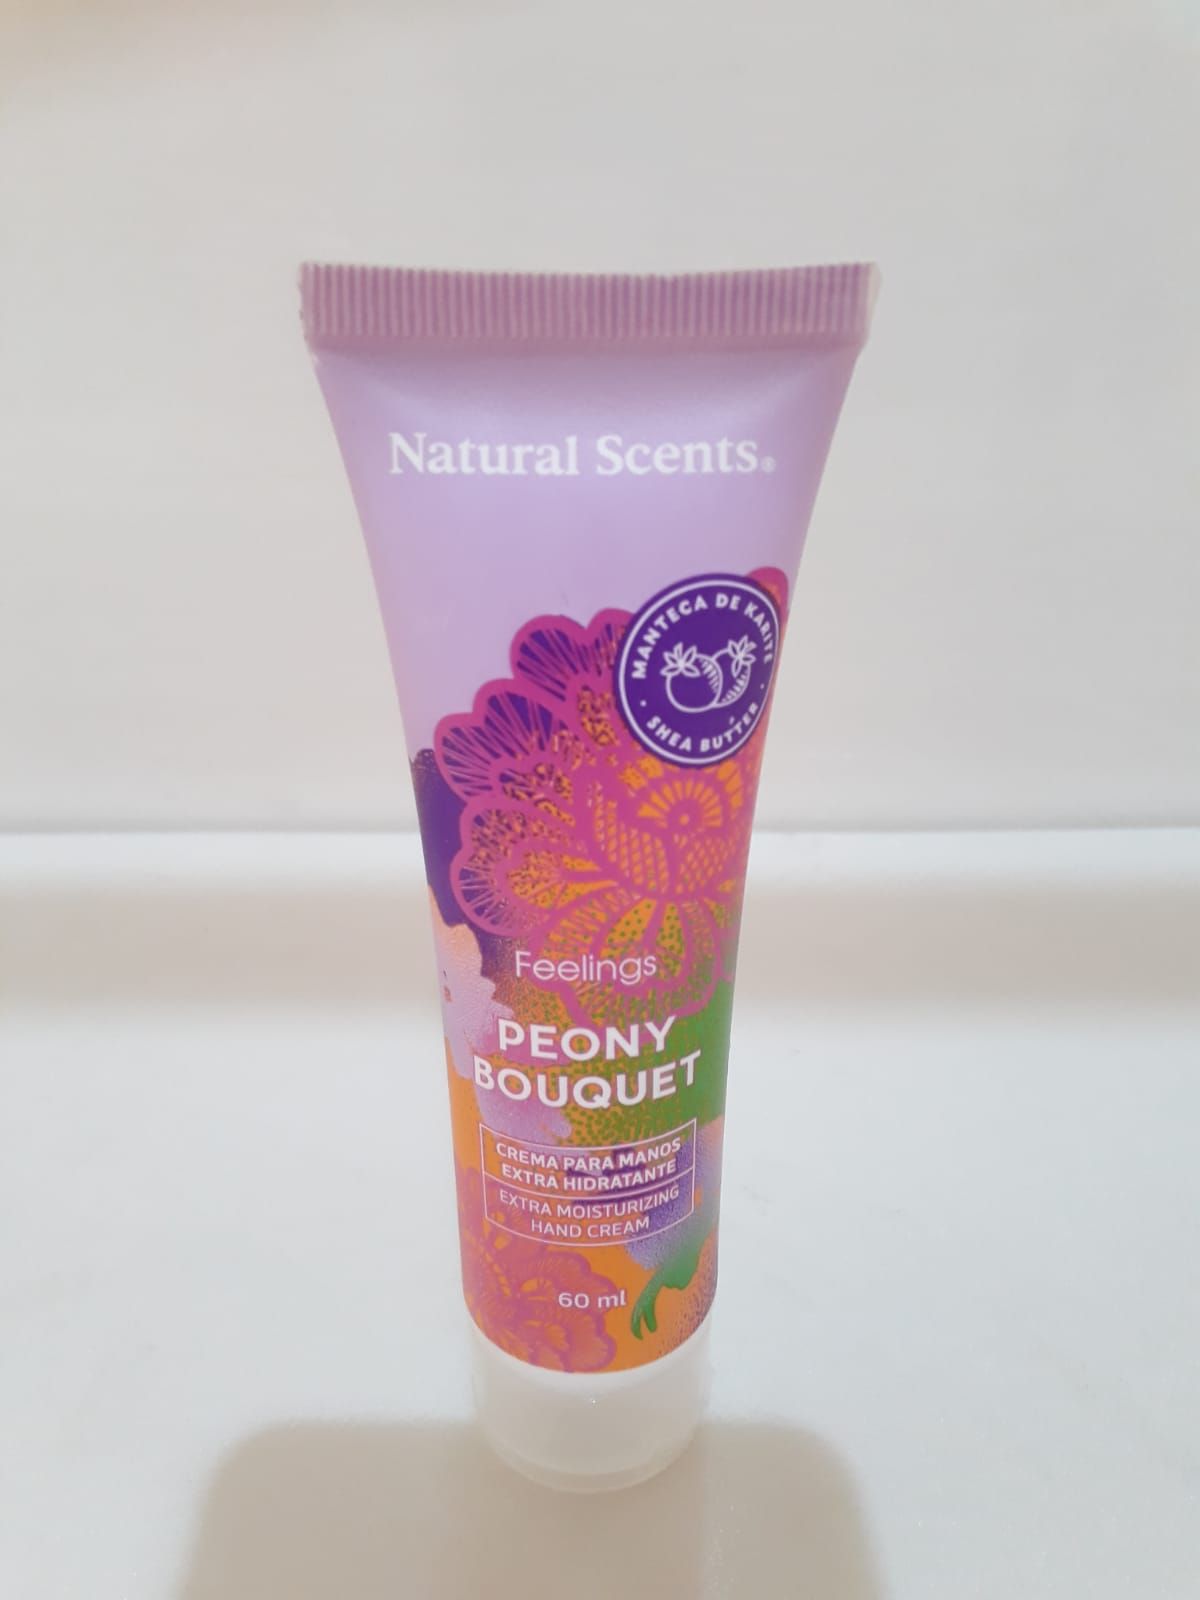 Natural Scents®
MANTECA DE KARITÉ
SHEA BUTTER
Feelings
PEONY
BOUQUET
CREMA PARA MANOS
EXTRA HIDRATANTE
EXTRA MOISTURIZING
HAND CREAM
60 ml